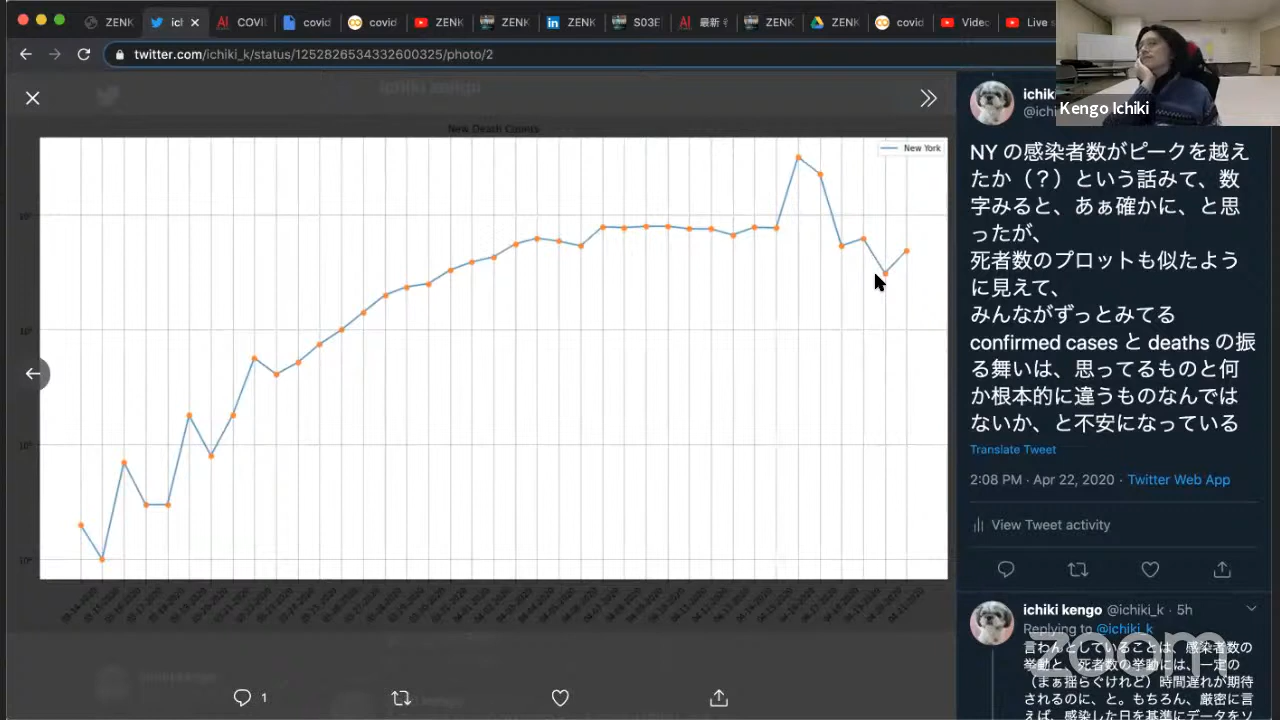 ZENK
ici
COVI
covid
covid
ZENK
ZENK
ZENK
S03E
最新
ZENK
ZENK
covid
Videc
Live s
twitter.com/ichiki_k/status/1252826534332600325/photo/2
New Death Counts
New York
Kengo Ichiki
ichik
@ichi
NY の感染者数がピークを越え
たか（？）という話みて、数
字みると、あぁ確かに、と思
ったが、
死者数のプロットも似たよう
に見えて、
みんながずっとみてる
confirmed cases と deaths の振
る舞いは、思ってるものと何
か根本的に違うものなんでは
ないか、と不安になっている
Translate Tweet
2:08 PM · Apr 22, 2020 · Twitter Web App
View Tweet activity
ichiki kengo @ichiki_k · 5h
Replying to @ichiki_k
言わんとしていることは、感染者数の
挙動と、死者数の挙動には、一定の
（まぁ揺らぐけれど）時間遅れが期待
されるのに、と。もちろん、厳密に言
えば、感染した日を基準にデータをソ
zoom
1